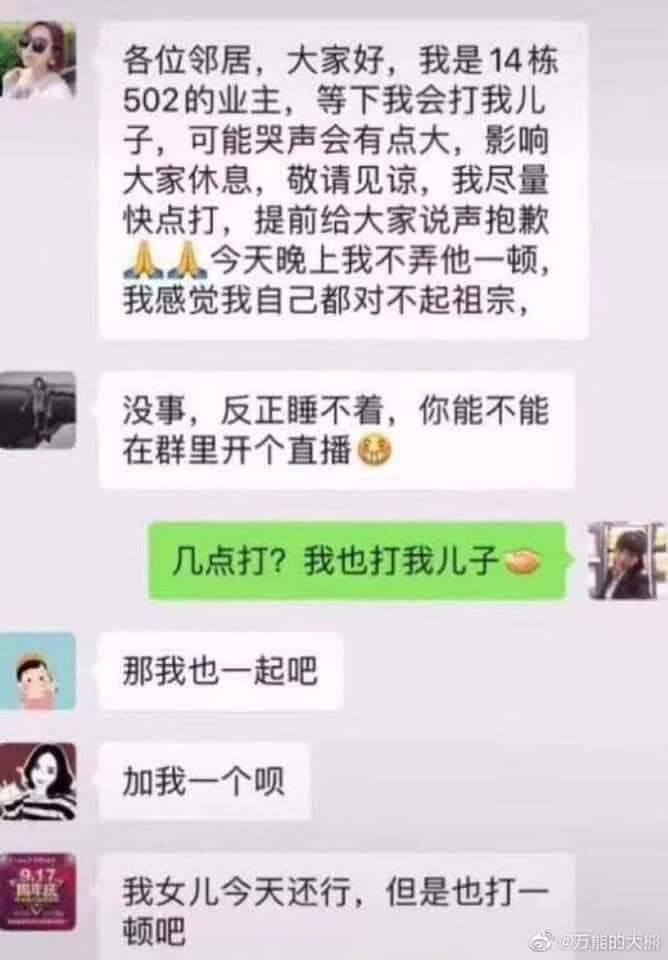 各位邻居，大家好，我是14栋
502的业主，等下我会打我儿
子，可能哭声会有点大，影响
大家休息，敬请见谅，我尽量
快点打，提前给大家说声抱歉
🙏🙏今天晚上我不弄他一顿，
我感觉我自己都对不起祖宗，
没事，反正睡不着，你能不能
在群里开个直播😁
几点打？我也打我儿子🤝
那我也一起吧
加我一个呗
9.17
周年庆
我女儿今天还行，但是也打一
顿吧
@万能的大熊